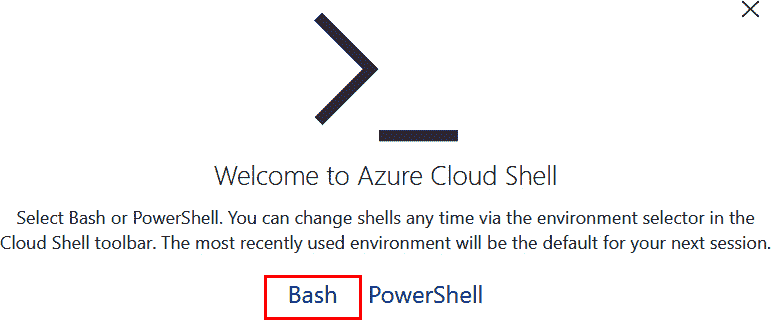 Welcome to Azure Cloud Shell
Select Bash or PowerShell. You can change shells any time via the environment selector in the
Cloud Shell toolbar. The most recently used environment will be the default for your next session.
Bash PowerShell